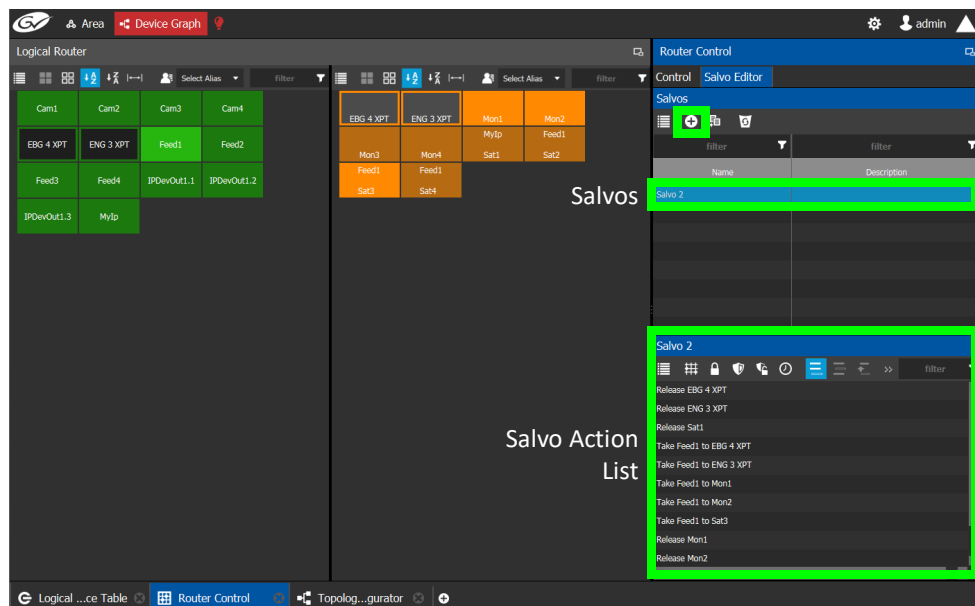 GV Area Device Graph admin
Logical Router
Router Control
Select Alias filter
Select Alias filter
Control Salvo Editor
Salvos
filter filter
Name Description
Salvo 2
Cam1 Cam2 Cam3 Cam4
EBG 4 XPT ENG 3 XPT Feed1 Feed2
Feed3 Feed4 IPDevOut1.1 IPDevOut1.2
IPDevOut1.3 MyIp
EBG 4 XPT ENG 3 XPT Mon1 Mon2
MyIp Feed1
Mon3 Mon4 Sat1 Sat2
Feed1 Feed1
Sat3 Sat4
Salvos
Salvo 2
filter
Release EBG 4 XPT
Release ENG 3 XPT
Release Sat1
Take Feed1 to EBG 4 XPT
Take Feed1 to ENG 3 XPT
Take Feed1 to Mon1
Take Feed1 to Mon2
Take Feed1 to Sat3
Release Mon1
Release Mon2
Salvo Action
List
Logical ...ce Table Router Control Topolog...gurator